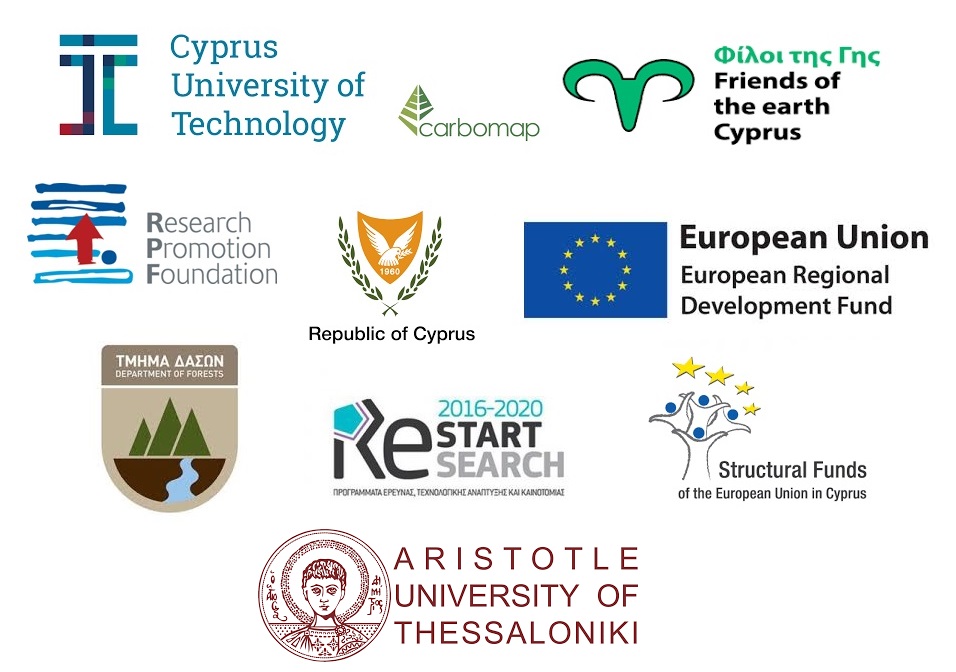 Cyprus
University of
Technology
carbomap
Φίλοι της Γης
Friends of
the earth
Cyprus
Research
Promotion
Foundation
1960
Republic of Cyprus
European Union
European Regional
Development Fund
ΤΜΗΜΑ ΔΑΣΩΝ
DEPARTMENT OF FORESTS
2016-2020
Re START
SEARCH
ΠΡΟΓΡΑΜΜΑΤΑ ΕΡΕΥΝΑΣ, ΤΕΧΝΟΛΟΓΙΚΗΣ ΑΝΑΠΤΥΞΗΣ ΚΑΙ ΚΑΙΝΟΤΟΜΙΑΣ
Structural Funds
of the European Union in Cyprus
ARISTOTLE
UNIVERSITY OF
THESSALONIKI